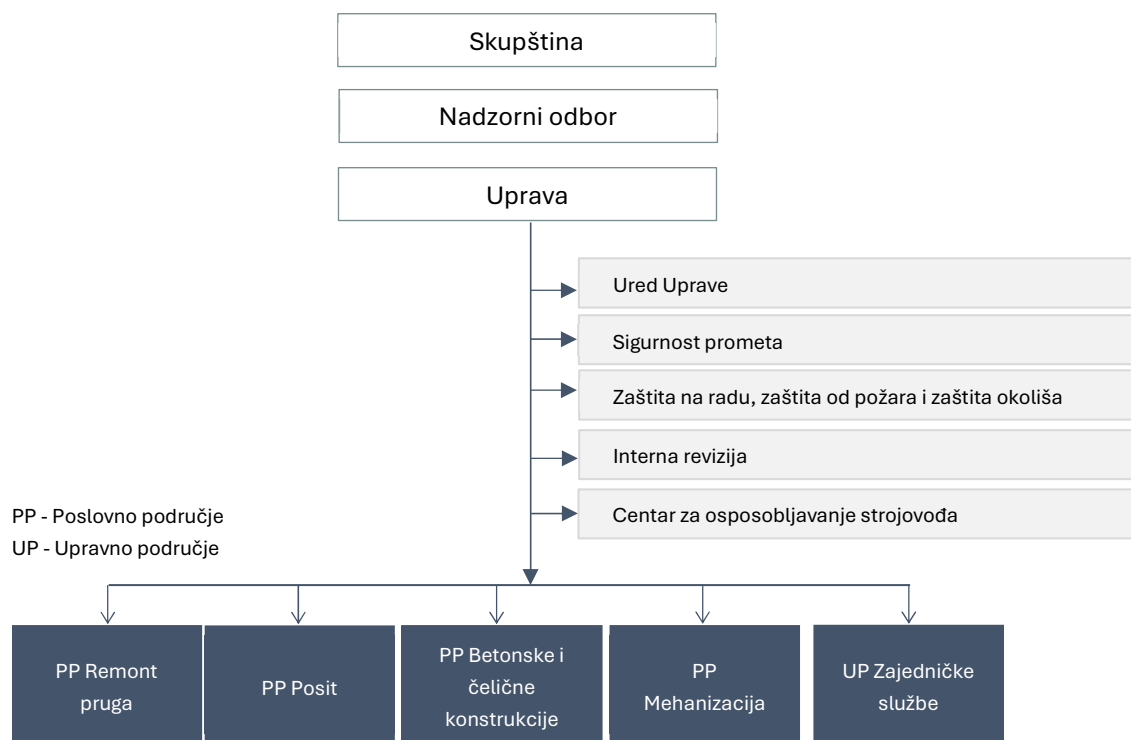 Skupština
Nadzorni odbor
Uprava
Ured Uprave
Sigurnost prometa
Zaštita na radu, zaštita od požara i zaštita okoliša
Interna revizija
Centar za osposobljavanje strojovođa
PP - Poslovno područje
UP - Upravno područje
PP Remont
pruga
PP Posit
PP Betonske i
čelične
konstrukcije
PP
Mehanizacija
UP Zajedničke
službe